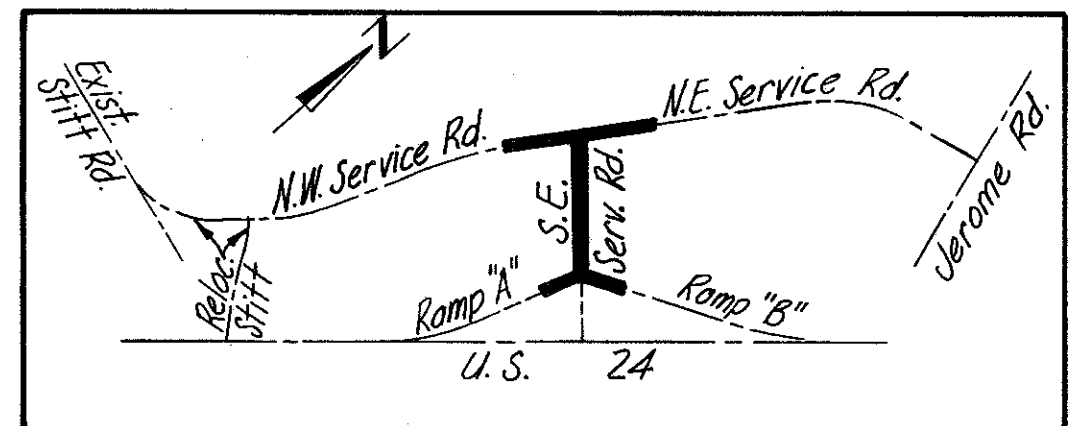 N
Exist.
Stitt Rd.
N.W. Service Rd.
N.E. Service Rd.
Jerome Rd.
S.E.
Serv. Rd.
Reloc.
Stitt
Ramp "A"
Ramp "B"
U.S. 24